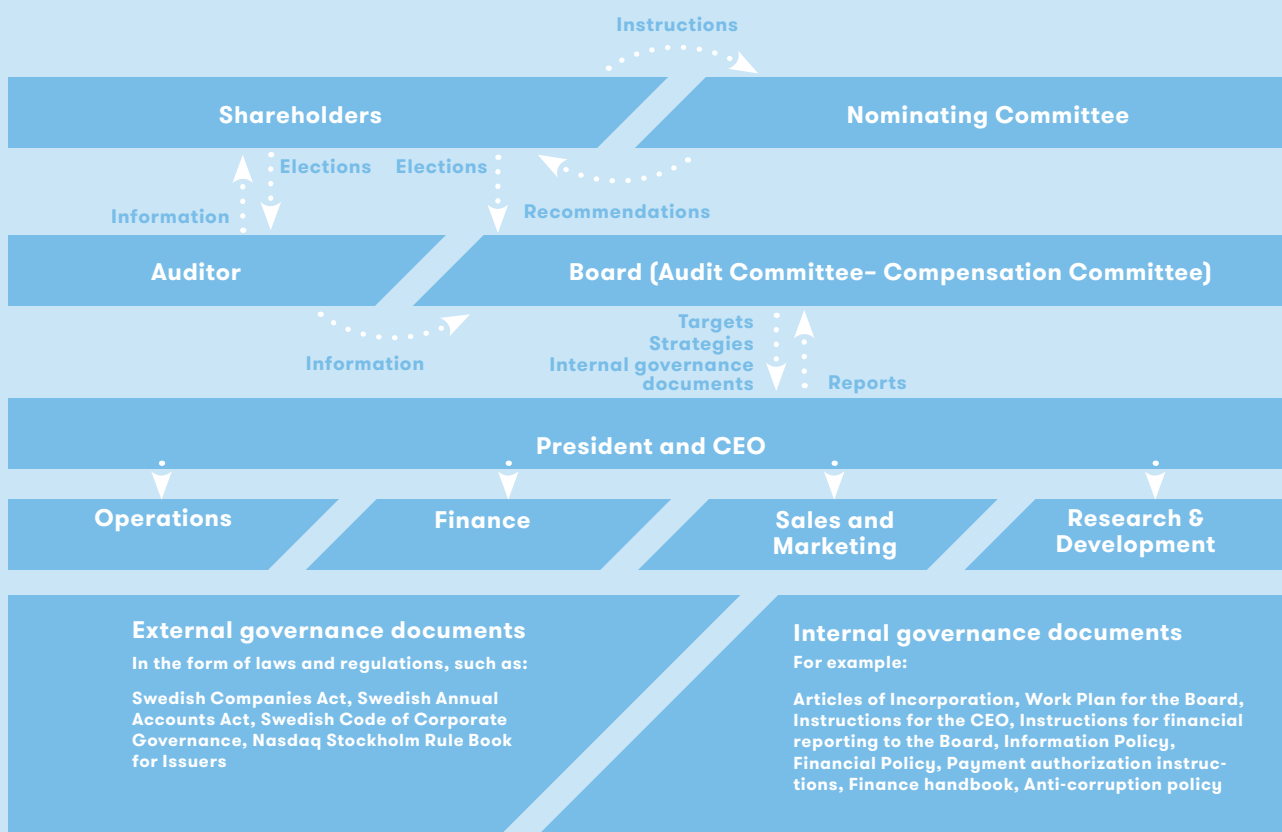 Instructions
Shareholders
Nominating Committee
Elections
Elections
Information
Recommendations
Auditor
Board (Audit Committee– Compensation Committee)
Information
Targets
Strategies
Internal governance
documents
Reports
President and CEO
Operations
Finance
Sales and
Marketing
Research &
Development
External governance documents
In the form of laws and regulations, such as:
Swedish Companies Act, Swedish Annual
Accounts Act, Swedish Code of Corporate
Governance, Nasdaq Stockholm Rule Book
for Issuers
Internal governance documents
For example:
Articles of Incorporation, Work Plan for the Board,
Instructions for the CEO, Instructions for financial
reporting to the Board, Information Policy,
Financial Policy, Payment authorization instruc-
tions, Finance handbook, Anti-corruption policy